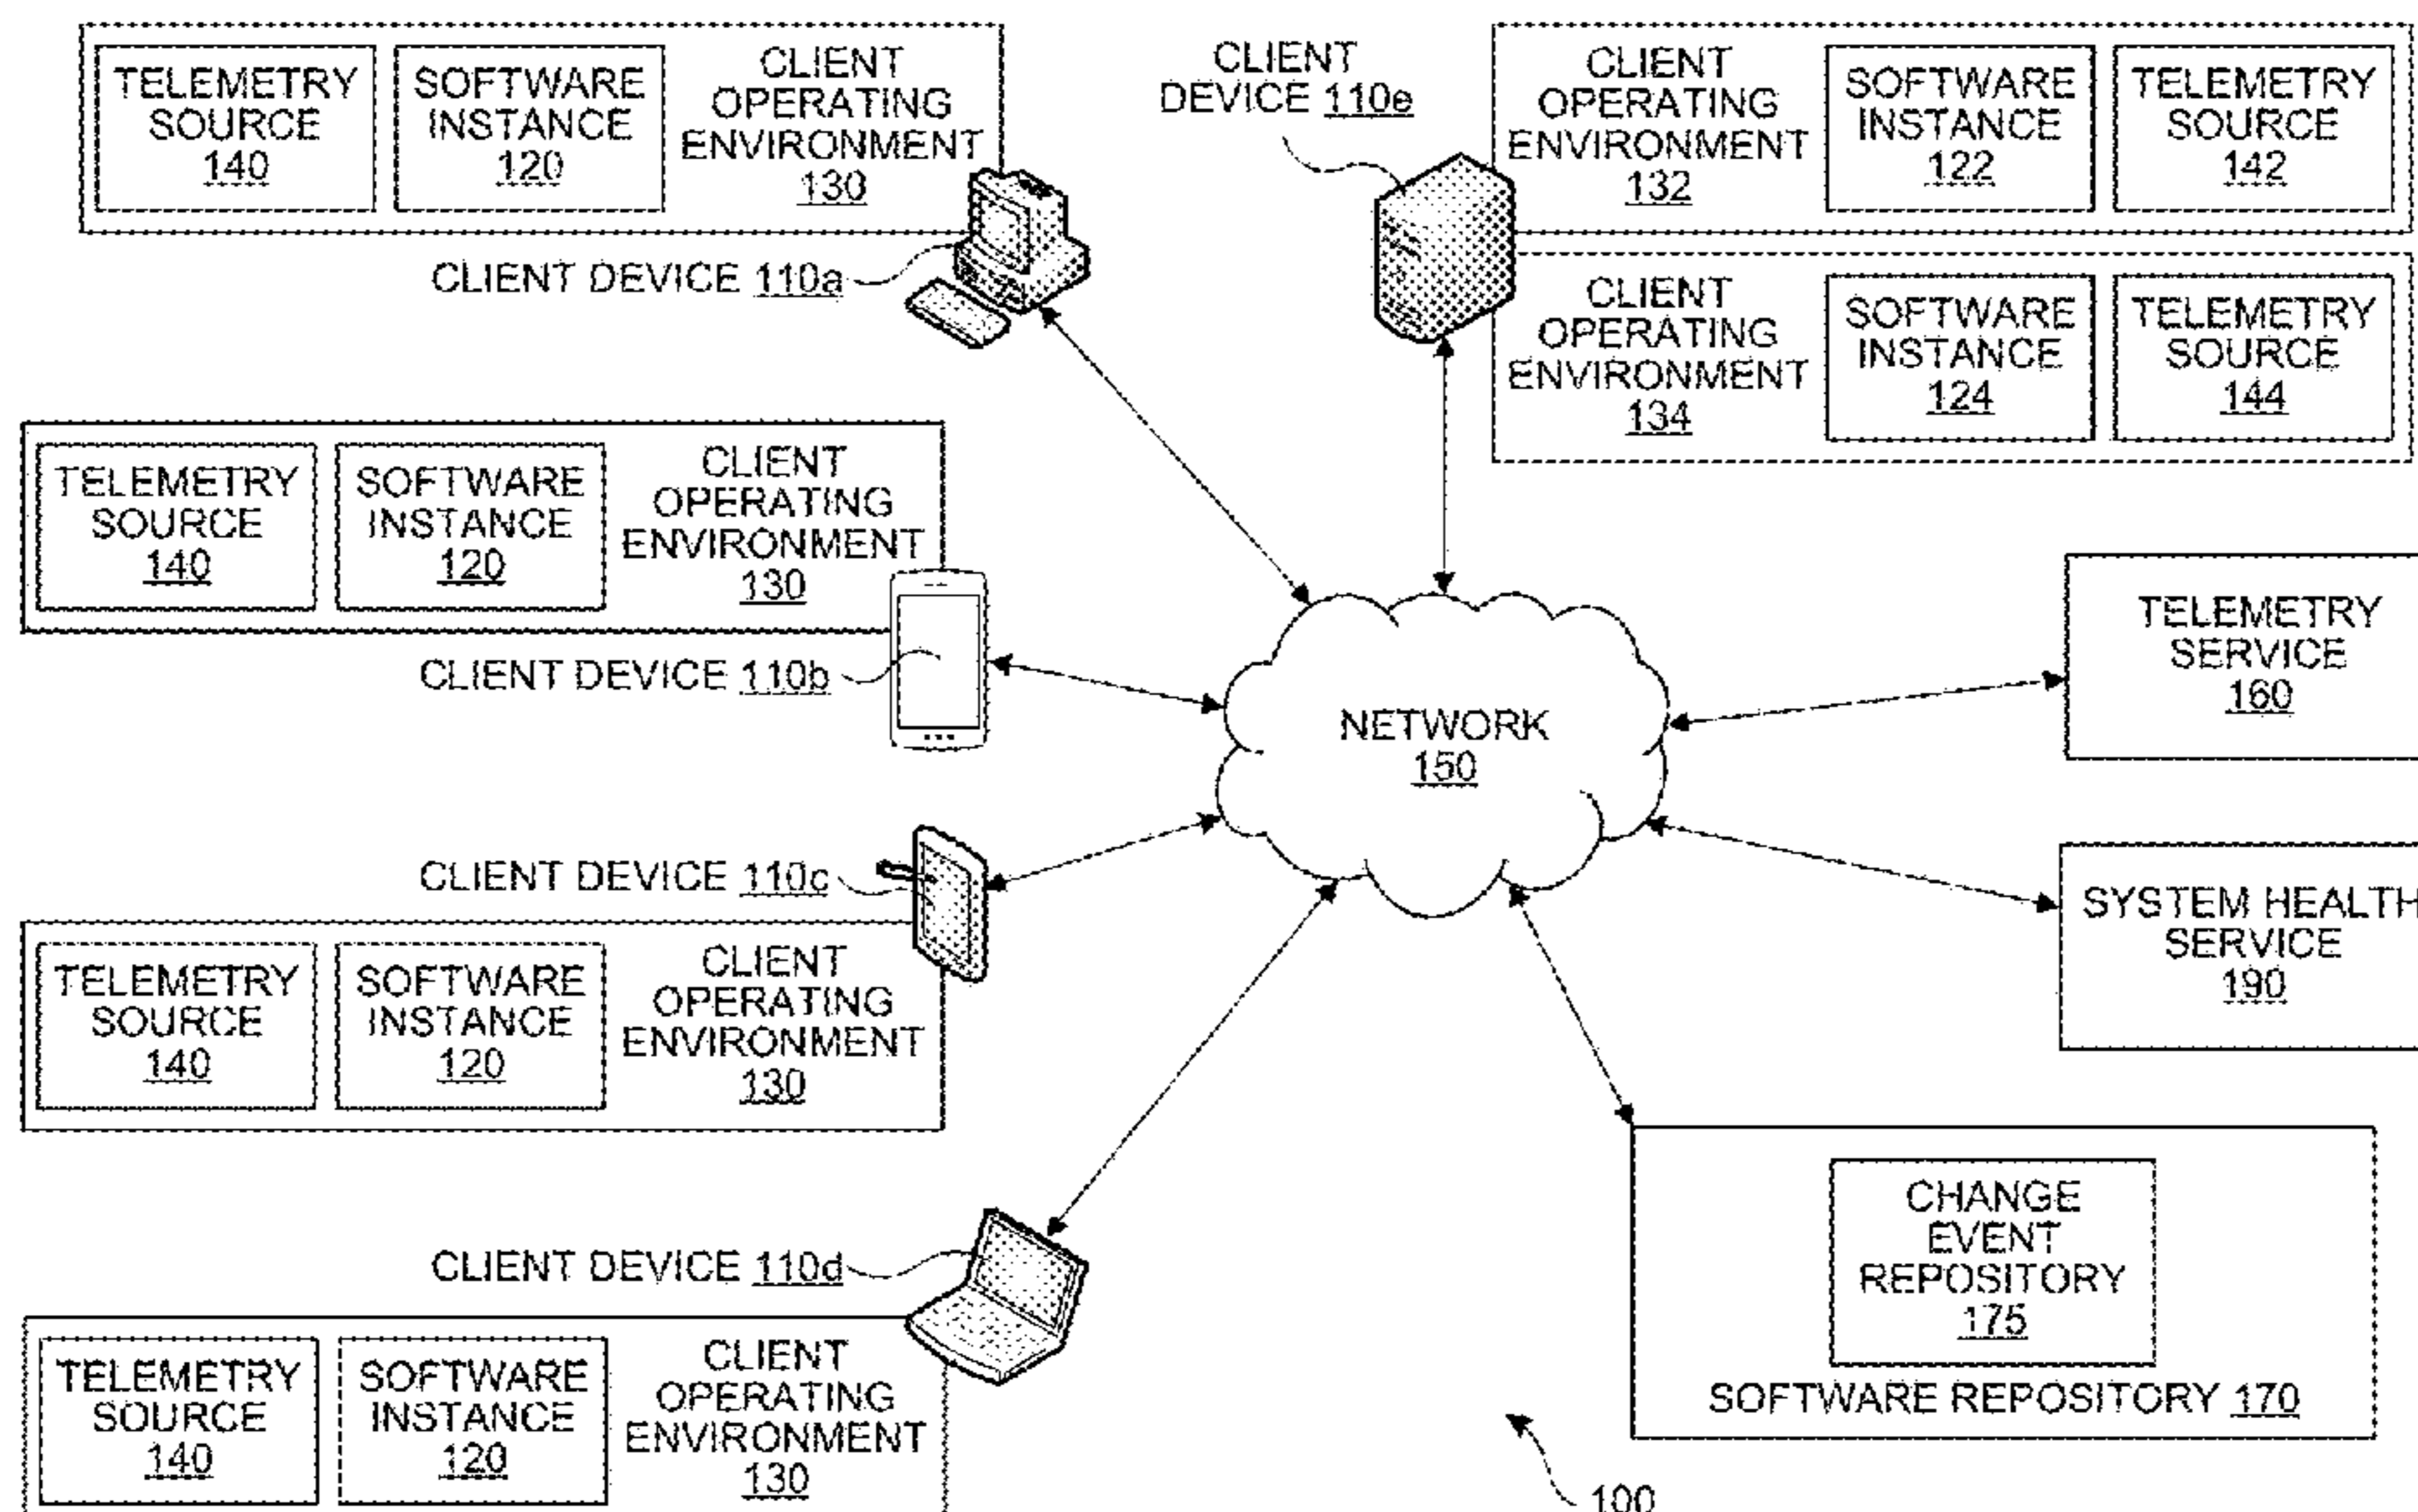 TELEMETRY
SOURCE
140
SOFTWARE
INSTANCE
120
CLIENT
OPERATING
ENVIRONMENT
130
CLIENT DEVICE 110a
CLIENT
DEVICE 110e
CLIENT
OPERATING
ENVIRONMENT
132
SOFTWARE
INSTANCE
122
TELEMETRY
SOURCE
142
CLIENT
OPERATING
ENVIRONMENT
134
SOFTWARE
INSTANCE
124
TELEMETRY
SOURCE
144
TELEMETRY
SOURCE
140
SOFTWARE
INSTANCE
120
CLIENT
OPERATING
ENVIRONMENT
130
CLIENT DEVICE 110b
NETWORK
150
TELEMETRY
SERVICE
160
CLIENT DEVICE 110c
TELEMETRY
SOURCE
140
SOFTWARE
INSTANCE
120
CLIENT
OPERATING
ENVIRONMENT
130
SYSTEM HEALTH
SERVICE
190
CLIENT DEVICE 110d
TELEMETRY
SOURCE
140
SOFTWARE
INSTANCE
120
CLIENT
OPERATING
ENVIRONMENT
130
CHANGE
EVENT
REPOSITORY
175
SOFTWARE REPOSITORY 170
100